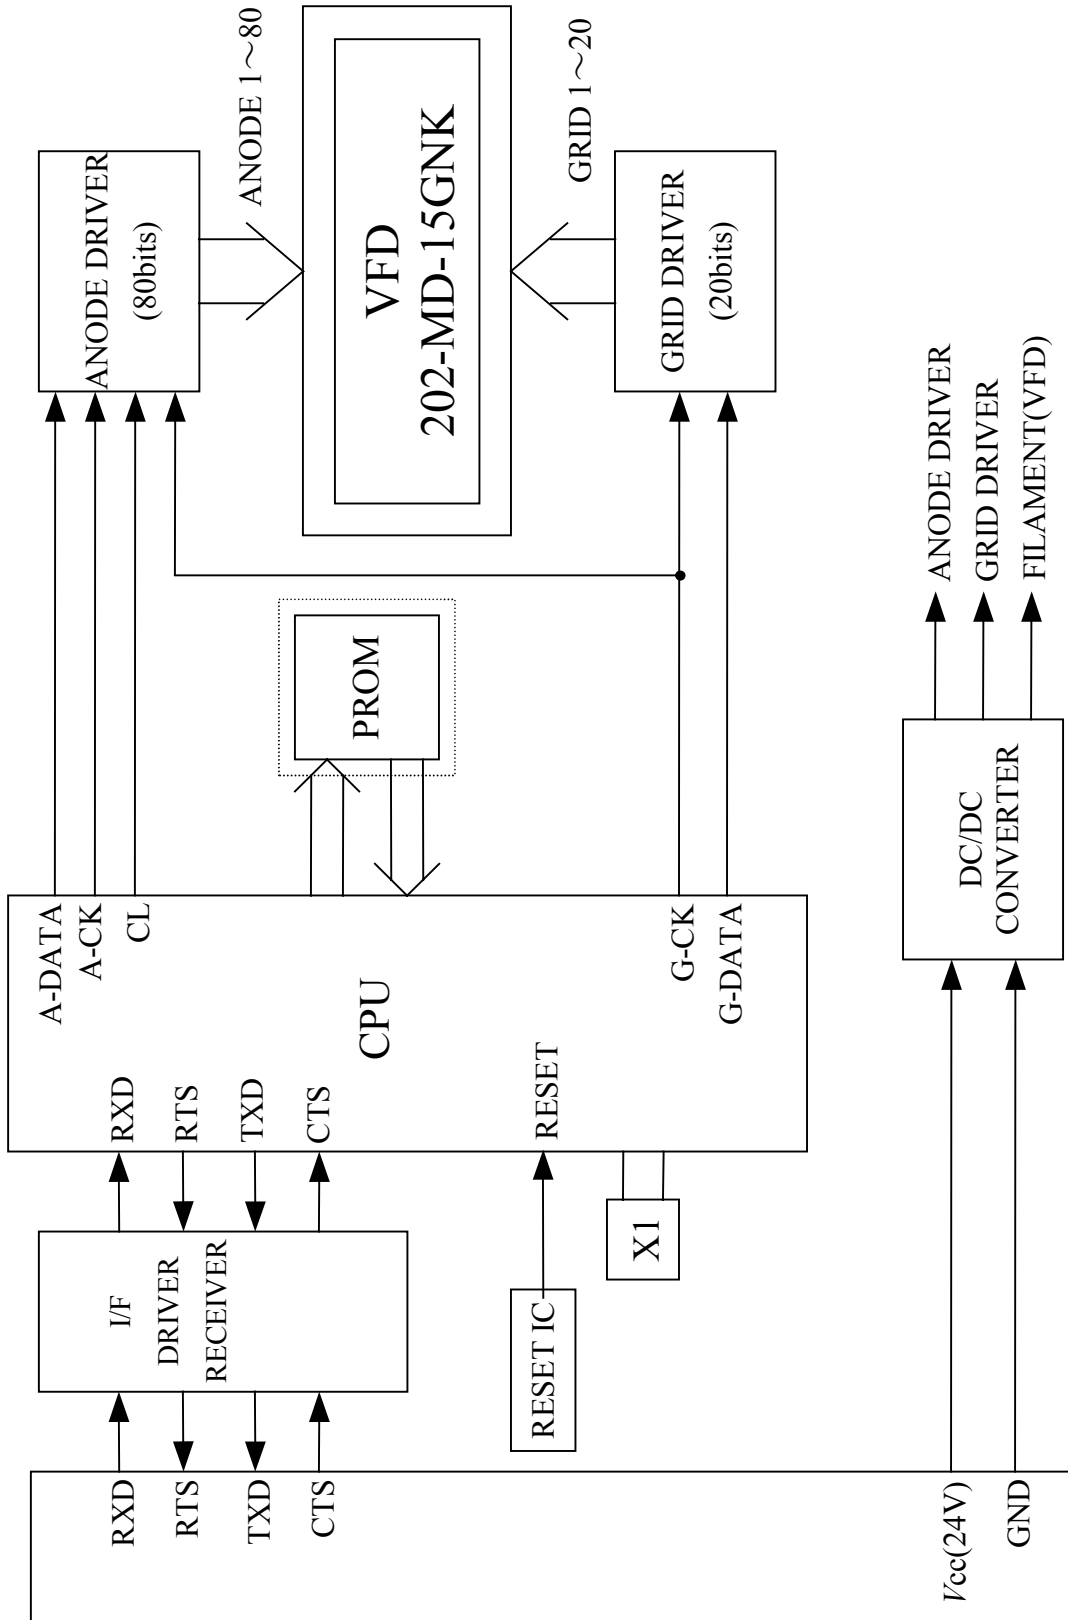 RXD
RTS
TXD
CTS
Vcc(24V)
GND
I/F
DRIVER
RECEIVER
RESET IC
X1
RXD
RTS
TXD
CTS
RESET
CPU
A-DATA
A-CK
CL
G-CK
G-DATA
PROM
DC/DC
CONVERTER
ANODE DRIVER
GRID DRIVER
FILAMENT(VFD)
ANODE DRIVER
(80bits)
ANODE 1～80
VFD
202-MD-15GNK
GRID 1～20
GRID DRIVER
(20bits)